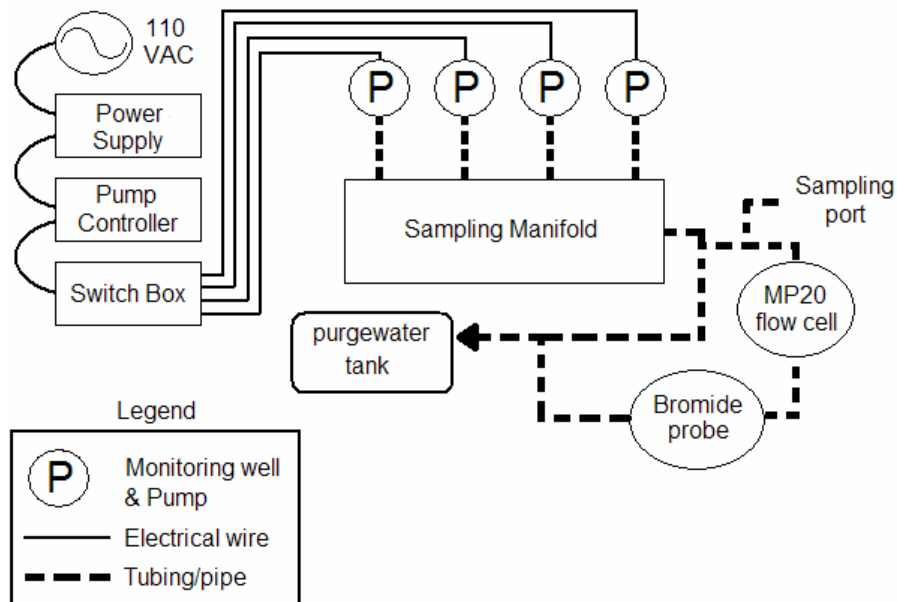 110
VAC
Power
Supply
Pump
Controller
Switch Box
P
P
P
P
Sampling Manifold
Sampling
port
MP20
flow cell
Bromide
probe
purgewater
tank
Legend
P
Monitoring well
& Pump
Electrical wire
Tubing/pipe